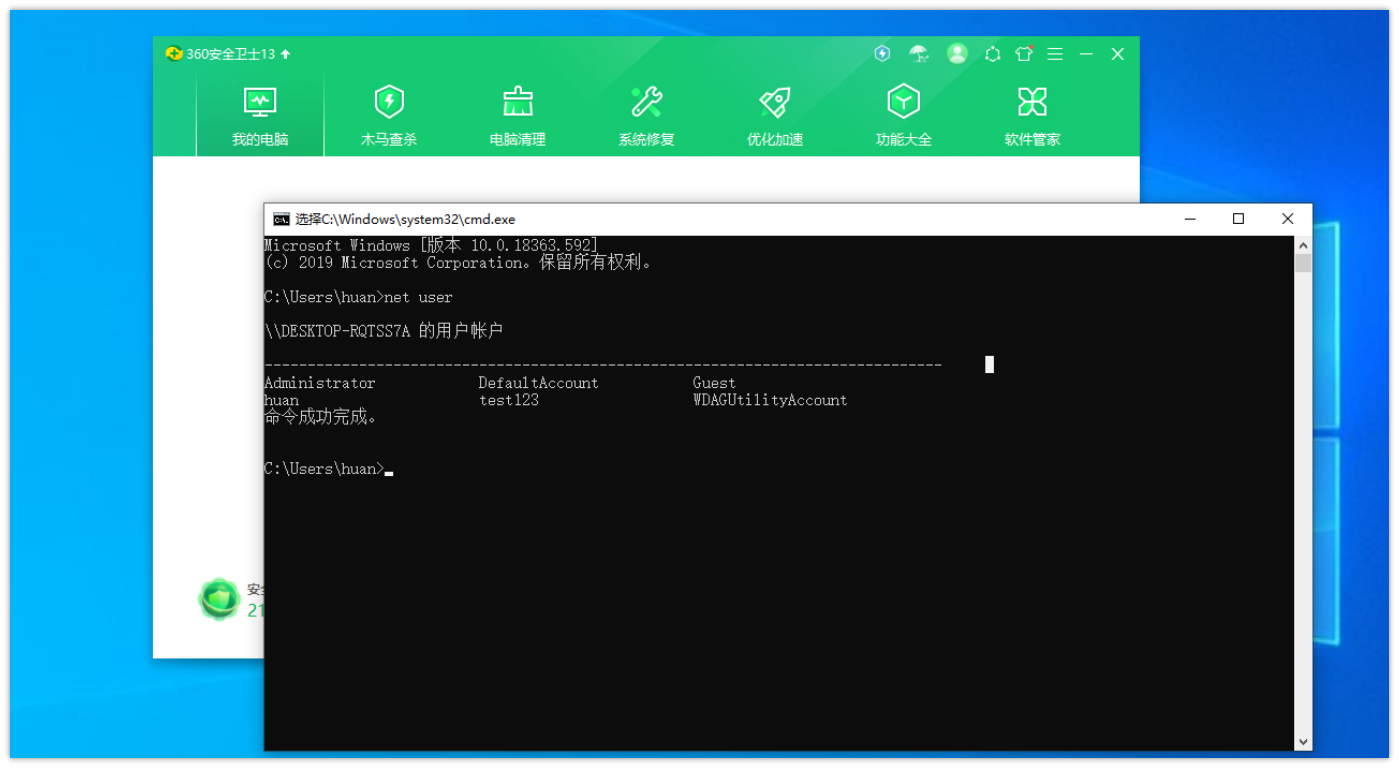 360安全卫士13
我的电脑 木马查杀 电脑清理 系统修复 优化加速 功能大全 软件管家
选择C:\Windows\system32\cmd.exe
Microsoft Windows [版本 10.0.18363.592]
(c) 2019 Microsoft Corporation。保留所有权利。
C:\Users\huan>net user
\\DESKTOP-RQTSS7A 的用户帐户
-------------------------------------------------------------------------------
Administrator DefaultAccount Guest
huan test123 WDAGUtilityAccount
命令成功完成。
C:\Users\huan>
安
21